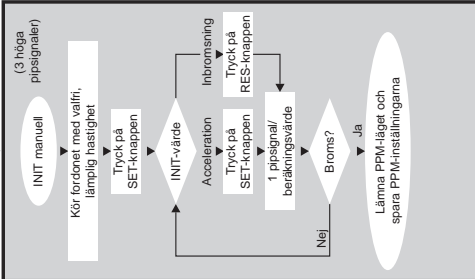 INIT manuell
(3 höga
pipsignaler)
Kör fordonet med valfri,
lämplig hastighet
Tryck på
SET-knappen
INIT-värde
Acceleration
Inbromsning
Tryck på
SET-knappen
Tryck på
RES-knappen
1 pipsignal/
beräkningsvärde
Broms?
Nej
Ja
Lämna PPM-läget och
spara PPM-inställningarna